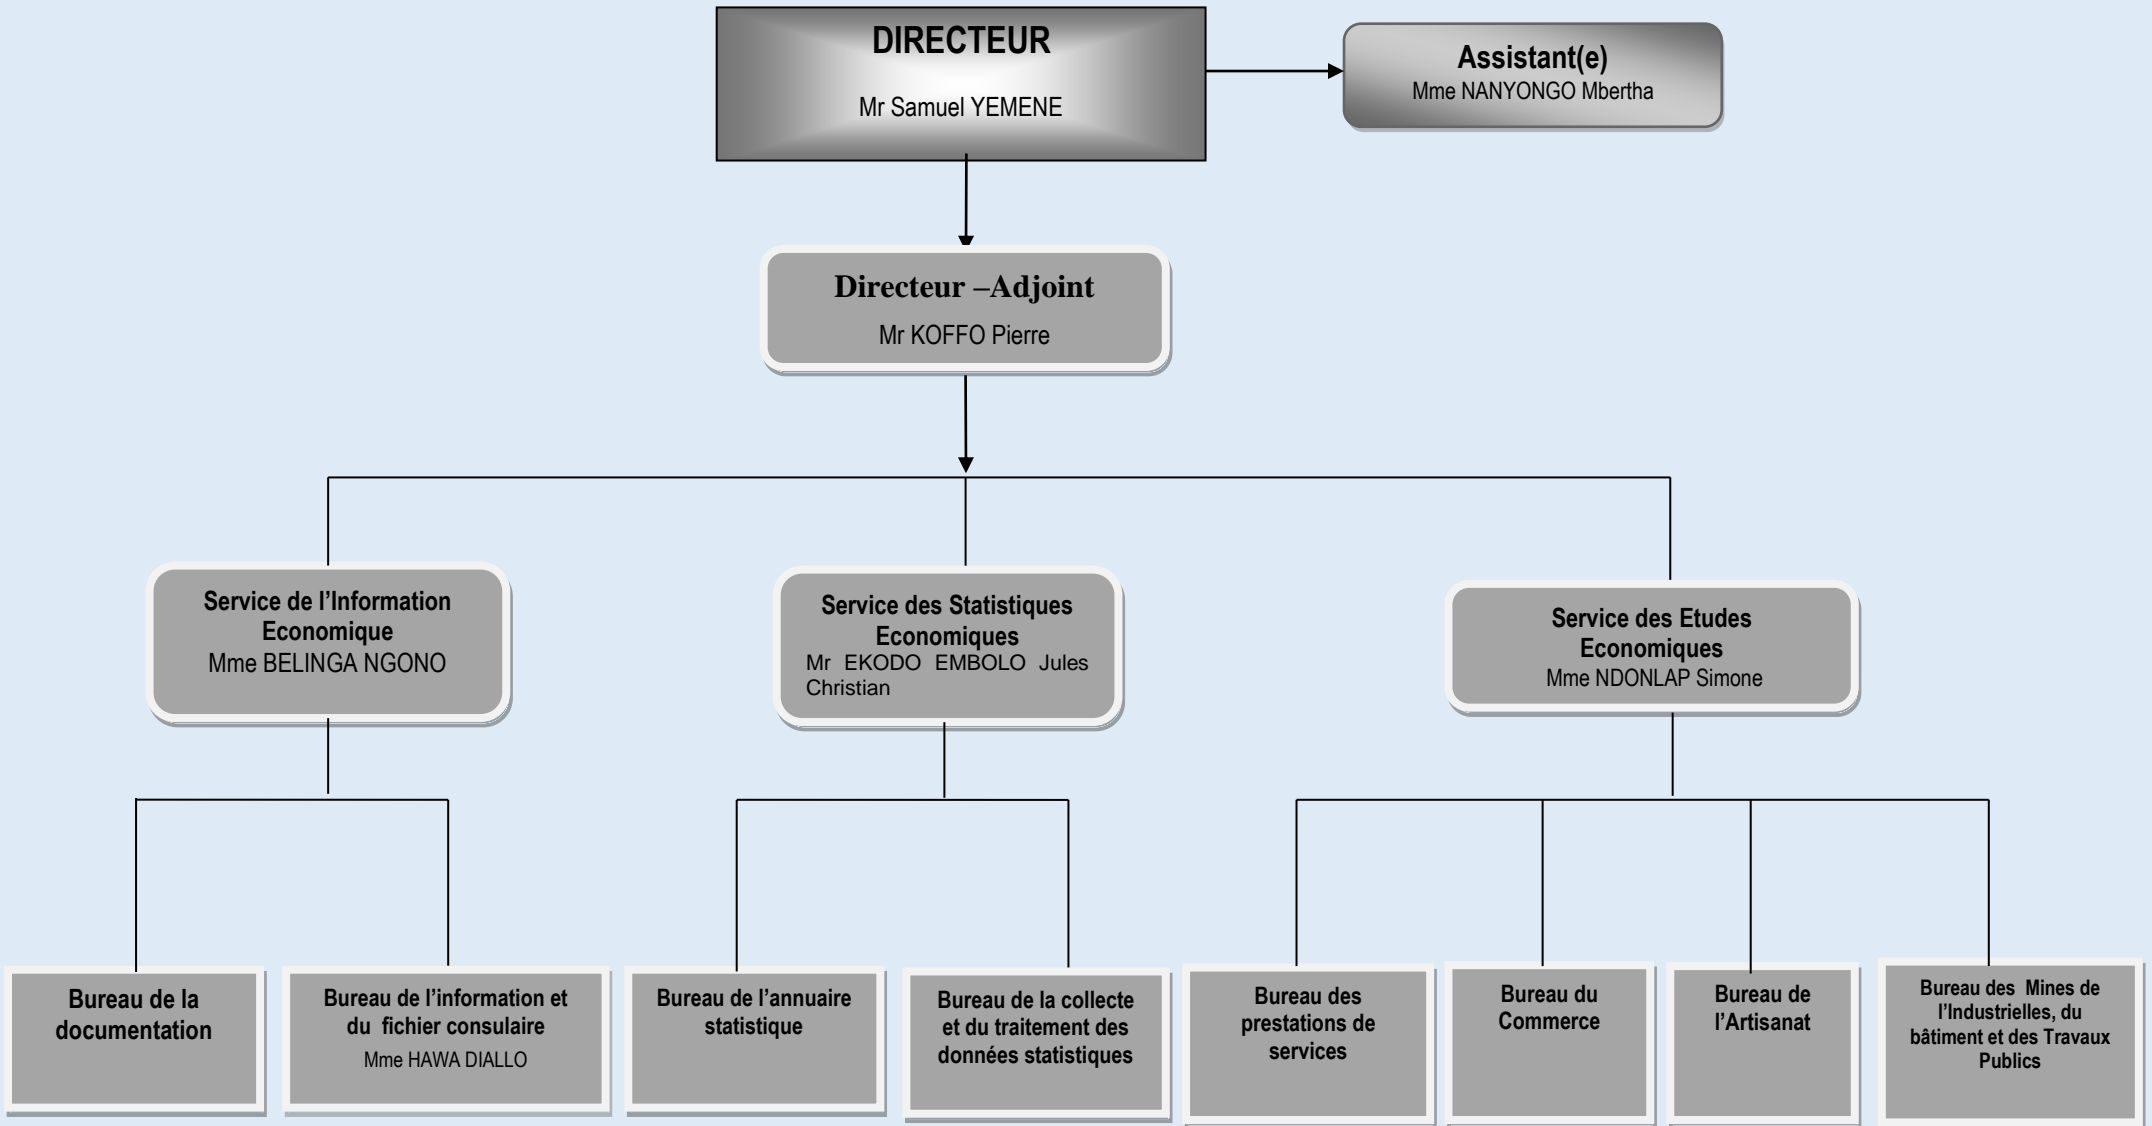 DIRECTEUR
Mr Samuel YEMENE
Assistant(e)
Mme NANYONGO Mbertha
Directeur –Adjoint
Mr KOFFO Pierre
Service de l’Information
Economique
Mme BELINGA NGONO
Service des Statistiques
Economiques
Mr EKODO EMBOLO Jules
Christian
Service des Etudes
Economiques
Mme NDONLAP Simone
Bureau de la
documentation
Bureau de l’information et
du fichier consulaire
Mme HAWA DIALLO
Bureau de l’annuaire
statistique
Bureau de la collecte
et du traitement des
données statistiques
Bureau des
prestations de
services
Bureau du
Commerce
Bureau de
l’Artisanat
Bureau des Mines de
l’Industrielles, du
bâtiment et des Travaux
Publics